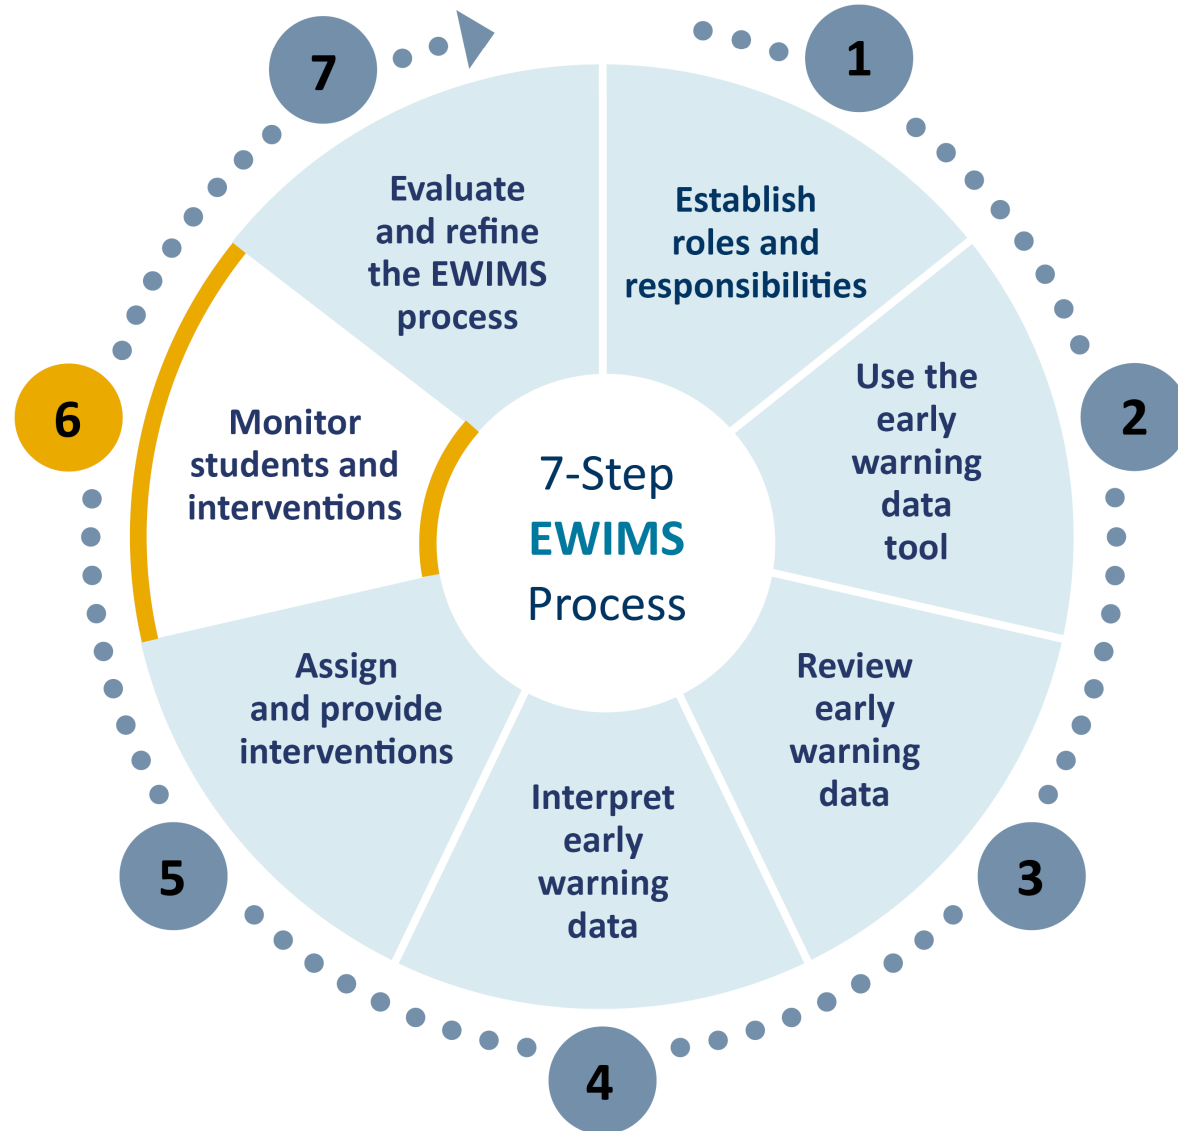 7-Step
EWIMS
Process
1
Establish
roles and
responsibilities
2
Use the
early
warning
data
tool
3
Review
early
warning
data
4
Interpret
early
warning
data
5
Assign
and provide
interventions
6
Monitor
students and
interventions
7
Evaluate
and refine
the EWIMS
process